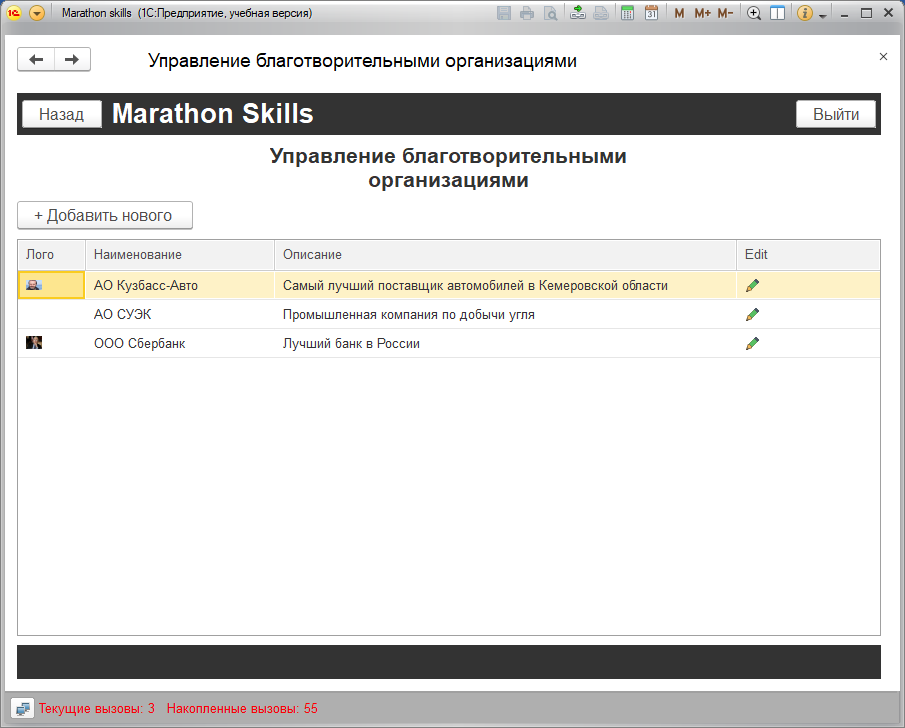 Marathon skills (1С:Предприятие, учебная версия)
31 M M+ M-
Управление благотворительными организациями
Назад Marathon Skills Выйти
Управление благотворительными
организациями
+ Добавить нового
Лого Наименование Описание Edit
АО Кузбасс-Авто Самый лучший поставщик автомобилей в Кемеровской области
АО СУЭК Промышленная компания по добычи угля
ООО Сбербанк Лучший банк в России
Текущие вызовы: 3 Накопленные вызовы: 55